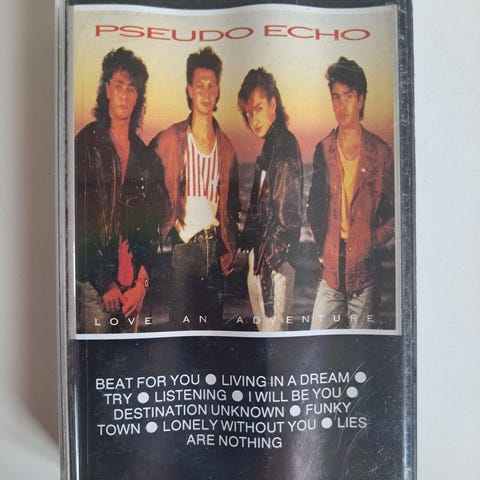 PSEUDO ECHO
LOVE AN ADVENTURE
BEAT FOR YOU ● LIVING IN A DREAM ●
TRY ● LISTENING ● I WILL BE YOU ●
DESTINATION UNKNOWN ● FUNKY
TOWN ● LONELY WITHOUT YOU ● LIES
ARE NOTHING